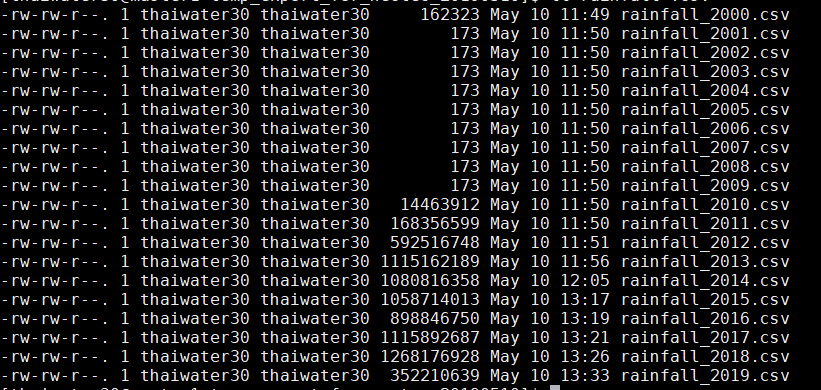 -rw-rw-r--. 1 thaiwater30 thaiwater30     162323 May 10 11:49 rainfall_2000.csv
-rw-rw-r--. 1 thaiwater30 thaiwater30        173 May 10 11:50 rainfall_2001.csv
-rw-rw-r--. 1 thaiwater30 thaiwater30        173 May 10 11:50 rainfall_2002.csv
-rw-rw-r--. 1 thaiwater30 thaiwater30        173 May 10 11:50 rainfall_2003.csv
-rw-rw-r--. 1 thaiwater30 thaiwater30        173 May 10 11:50 rainfall_2004.csv
-rw-rw-r--. 1 thaiwater30 thaiwater30        173 May 10 11:50 rainfall_2005.csv
-rw-rw-r--. 1 thaiwater30 thaiwater30        173 May 10 11:50 rainfall_2006.csv
-rw-rw-r--. 1 thaiwater30 thaiwater30        173 May 10 11:50 rainfall_2007.csv
-rw-rw-r--. 1 thaiwater30 thaiwater30        173 May 10 11:50 rainfall_2008.csv
-rw-rw-r--. 1 thaiwater30 thaiwater30        173 May 10 11:50 rainfall_2009.csv
-rw-rw-r--. 1 thaiwater30 thaiwater30   14463912 May 10 11:50 rainfall_2010.csv
-rw-rw-r--. 1 thaiwater30 thaiwater30  168356599 May 10 11:50 rainfall_2011.csv
-rw-rw-r--. 1 thaiwater30 thaiwater30  592516748 May 10 11:51 rainfall_2012.csv
-rw-rw-r--. 1 thaiwater30 thaiwater30 1115162189 May 10 11:56 rainfall_2013.csv
-rw-rw-r--. 1 thaiwater30 thaiwater30 1080816358 May 10 12:05 rainfall_2014.csv
-rw-rw-r--. 1 thaiwater30 thaiwater30 1058714013 May 10 13:17 rainfall_2015.csv
-rw-rw-r--. 1 thaiwater30 thaiwater30  898846750 May 10 13:19 rainfall_2016.csv
-rw-rw-r--. 1 thaiwater30 thaiwater30 1115892687 May 10 13:21 rainfall_2017.csv
-rw-rw-r--. 1 thaiwater30 thaiwater30 1268176928 May 10 13:26 rainfall_2018.csv
-rw-rw-r--. 1 thaiwater30 thaiwater30  352210639 May 10 13:33 rainfall_2019.csv